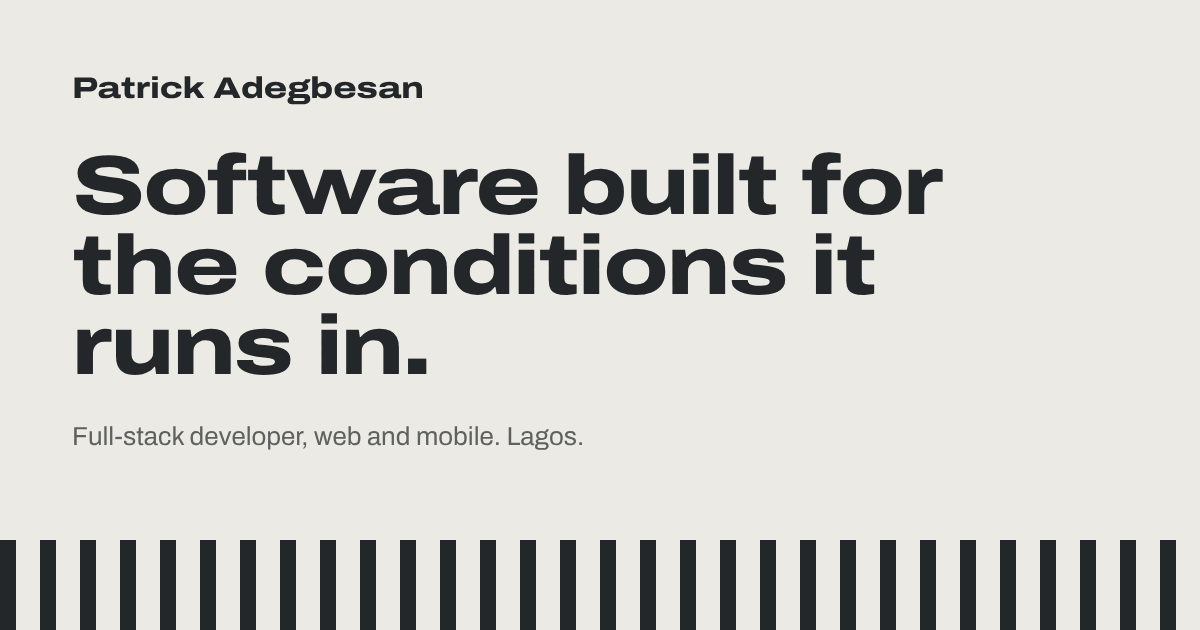 Patrick Adegbesan
Software built for
the conditions it
runs in.
Full-stack developer, web and mobile. Lagos.